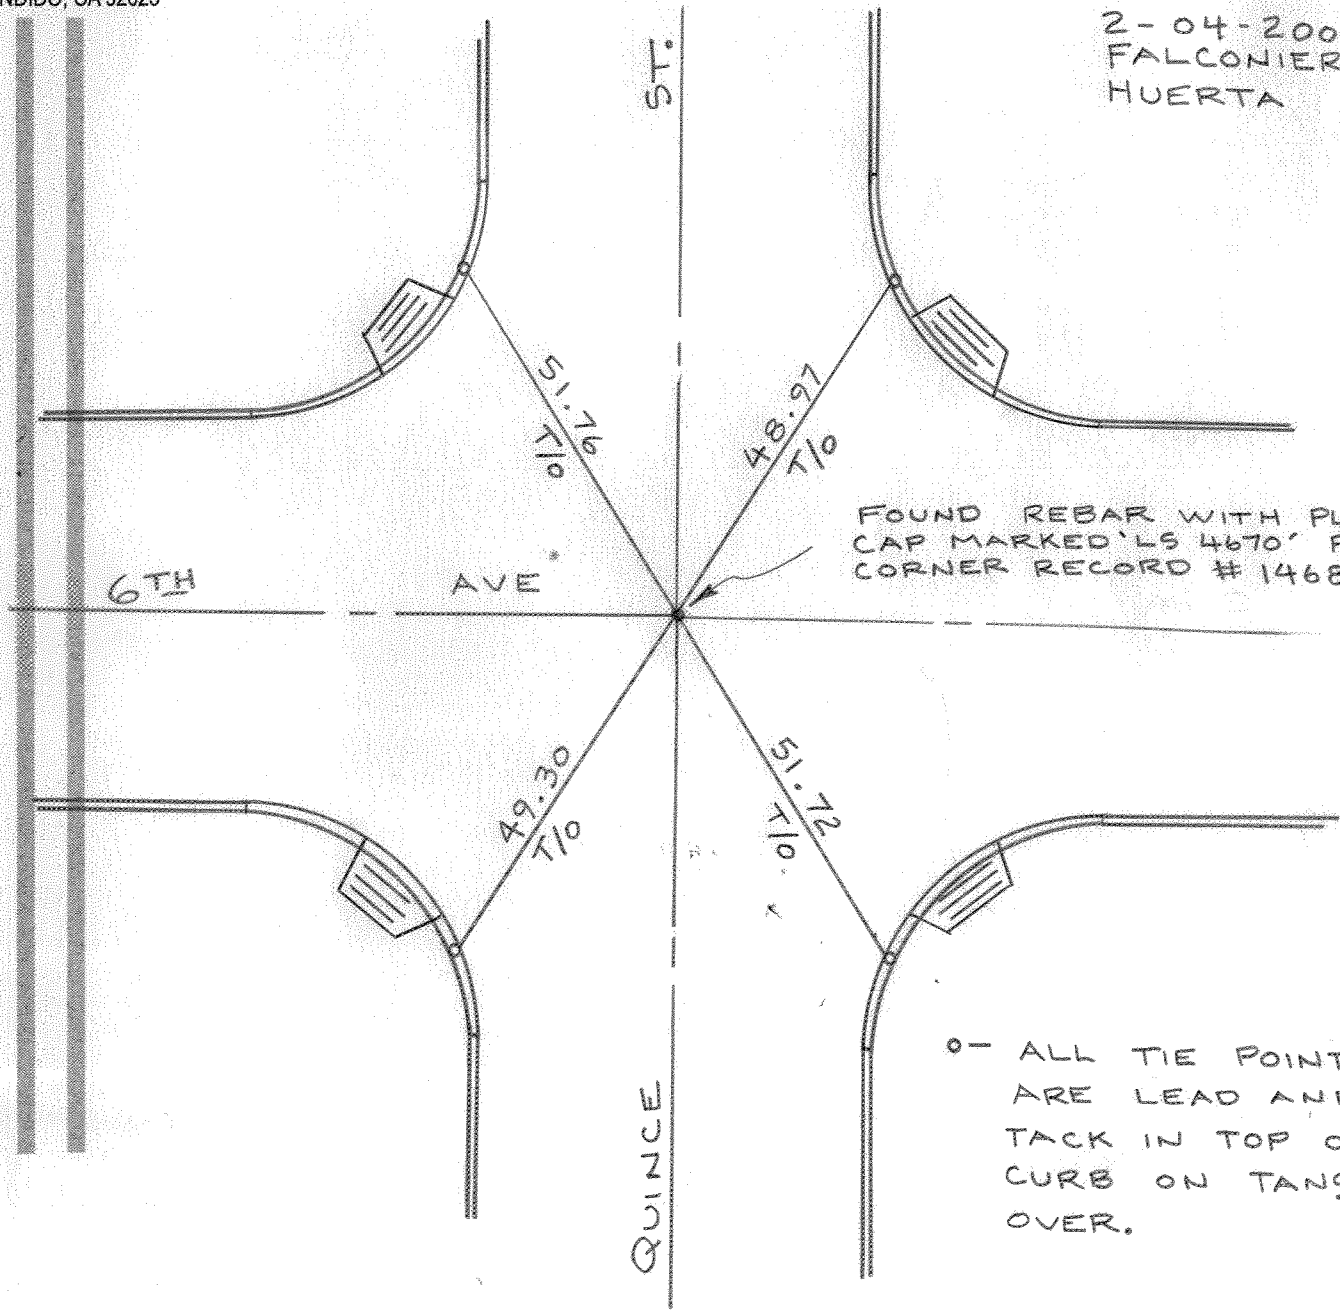 2-04-200
FALCONIER
HUERTA
ST.
51.76
T/O
48.97
T/O
FOUND REBAR WITH PL
CAP MARKED 'LS 4670'
CORNER RECORD # 1468
6TH AVE
49.30
T/O
51.72
T/O
QUINCE
o- ALL TIE POINT
ARE LEAD AN
TACK IN TOP O
CURB ON TANG
OVER.